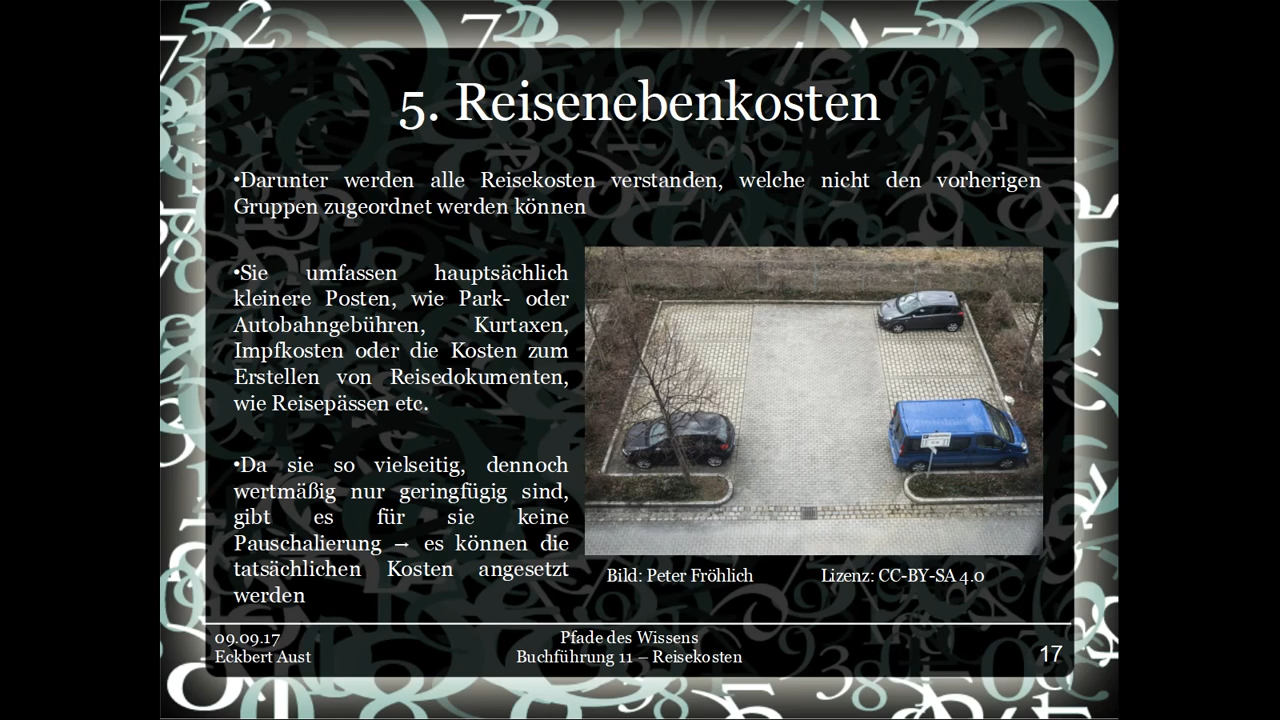 5. Reisenebenkosten
•Darunter werden alle Reisekosten verstanden, welche nicht den vorherigen
Gruppen zugeordnet werden können
•Sie umfassen hauptsächlich
kleinere Posten, wie Park- oder
Autobahngebühren, Kurtaxen,
Impfkosten oder die Kosten zum
Erstellen von Reisedokumenten,
wie Reisepässen etc.
•Da sie so vielseitig, dennoch
wertmäßig nur geringfügig sind,
gibt es für sie keine
Pauschalierung → es können die
tatsächlichen Kosten angesetzt
werden
Bild: Peter Fröhlich Lizenz: CC-BY-SA 4.0
09.09.17
Eckbert Aust
Pfade des Wissens
Buchführung 11 – Reisekosten
17